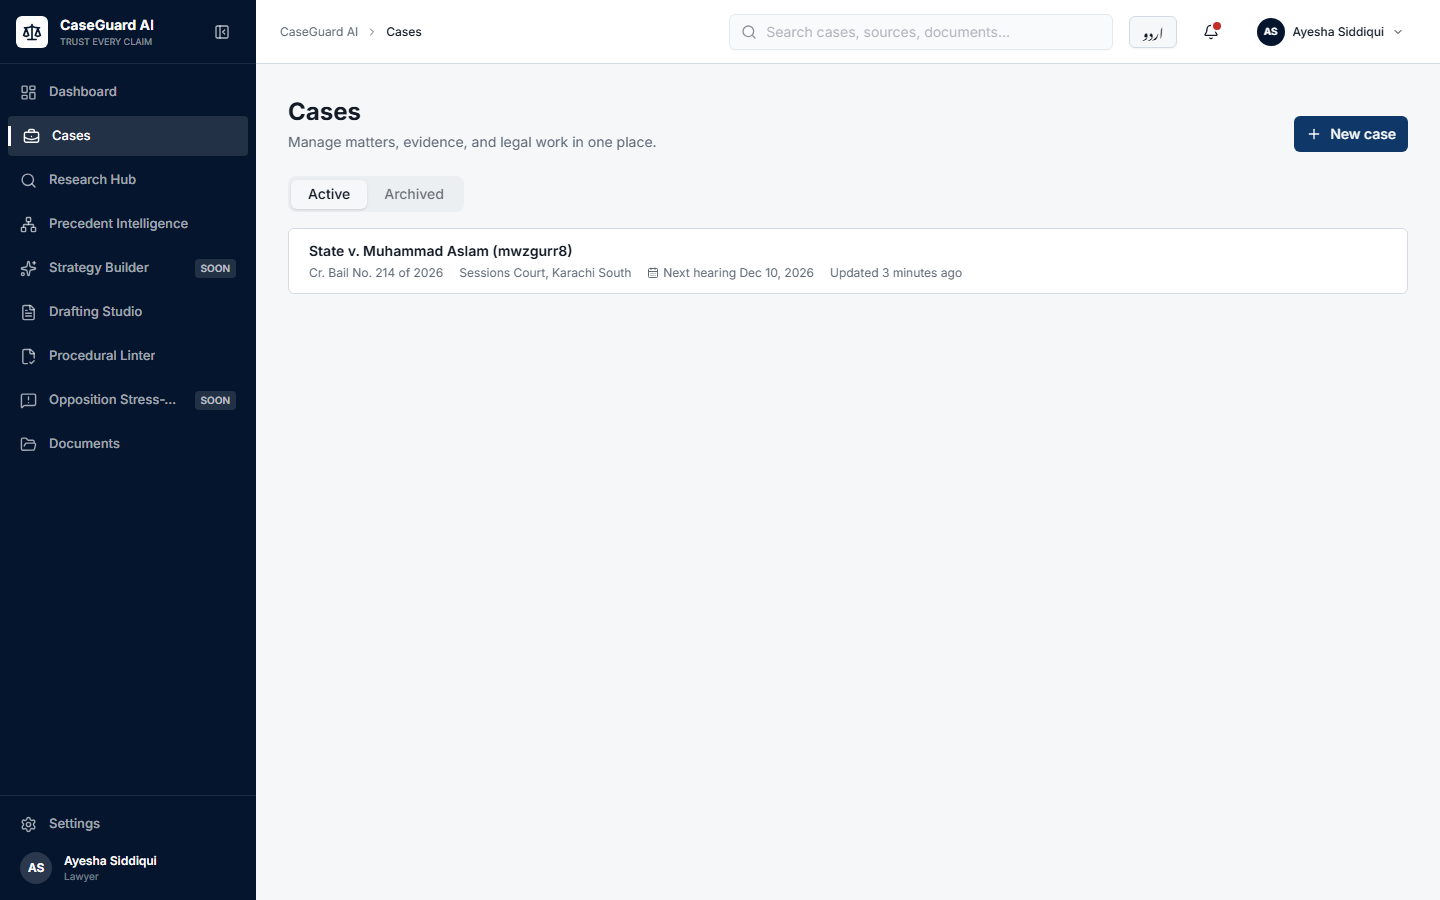 CaseGuard AI
TRUST EVERY CLAIM
Dashboard
Cases
Research Hub
Precedent Intelligence
Strategy Builder SOON
Drafting Studio
Procedural Linter
Opposition Stress-... SOON
Documents
Settings
AS Ayesha Siddiqui
Lawyer
CaseGuard AI > Cases
Search cases, sources, documents...
اردو
AS Ayesha Siddiqui
Cases
Manage matters, evidence, and legal work in one place.
+ New case
Active Archived
State v. Muhammad Aslam (mwzgurr8)
Cr. Bail No. 214 of 2026 Sessions Court, Karachi South Next hearing Dec 10, 2026 Updated 3 minutes ago